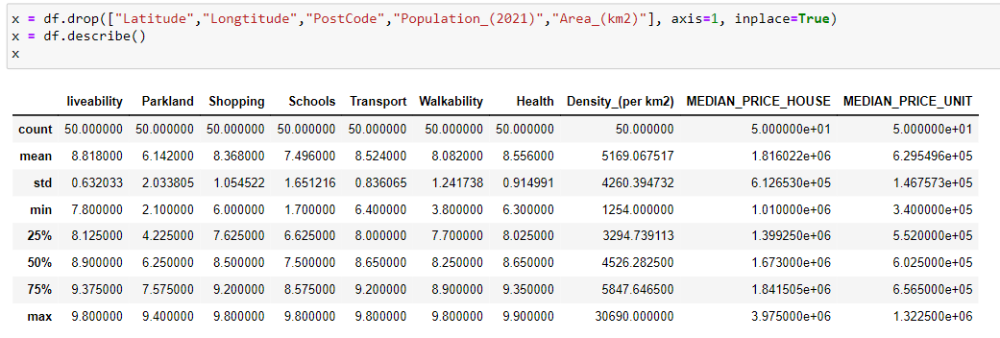 x = df.drop(["Latitude","Longtitude","PostCode","Population_(2021)","Area_(km2)"], axis=1, inplace=True)
x = df.describe()
x
liveability Parkland Shopping Schools Transport Walkability Health Density_(per km2) MEDIAN_PRICE_HOUSE MEDIAN_PRICE_UNIT
count 50.000000 50.000000 50.000000 50.000000 50.000000 50.000000 50.000000 50.000000 5.000000e+01 5.000000e+01
mean 8.818000 6.142000 8.368000 7.496000 8.524000 8.082000 8.556000 5169.067517 1.816022e+06 6.295496e+05
std 0.632033 2.033805 1.054522 1.651216 0.836065 1.241738 0.914991 4260.394732 6.126530e+05 1.467573e+05
min 7.800000 2.100000 6.000000 1.700000 6.400000 3.800000 6.300000 1254.000000 1.010000e+06 3.400000e+05
25% 8.125000 4.225000 7.625000 6.625000 8.000000 7.700000 8.025000 3294.739113 1.399250e+06 5.520000e+05
50% 8.900000 6.250000 8.500000 7.500000 8.650000 8.250000 8.650000 4526.282500 1.673000e+06 6.025000e+05
75% 9.375000 7.575000 9.200000 8.575000 9.200000 8.900000 9.350000 5847.646500 1.841505e+06 6.565000e+05
max 9.800000 9.400000 9.800000 9.800000 9.800000 9.800000 9.900000 30690.000000 3.975000e+06 1.322500e+06